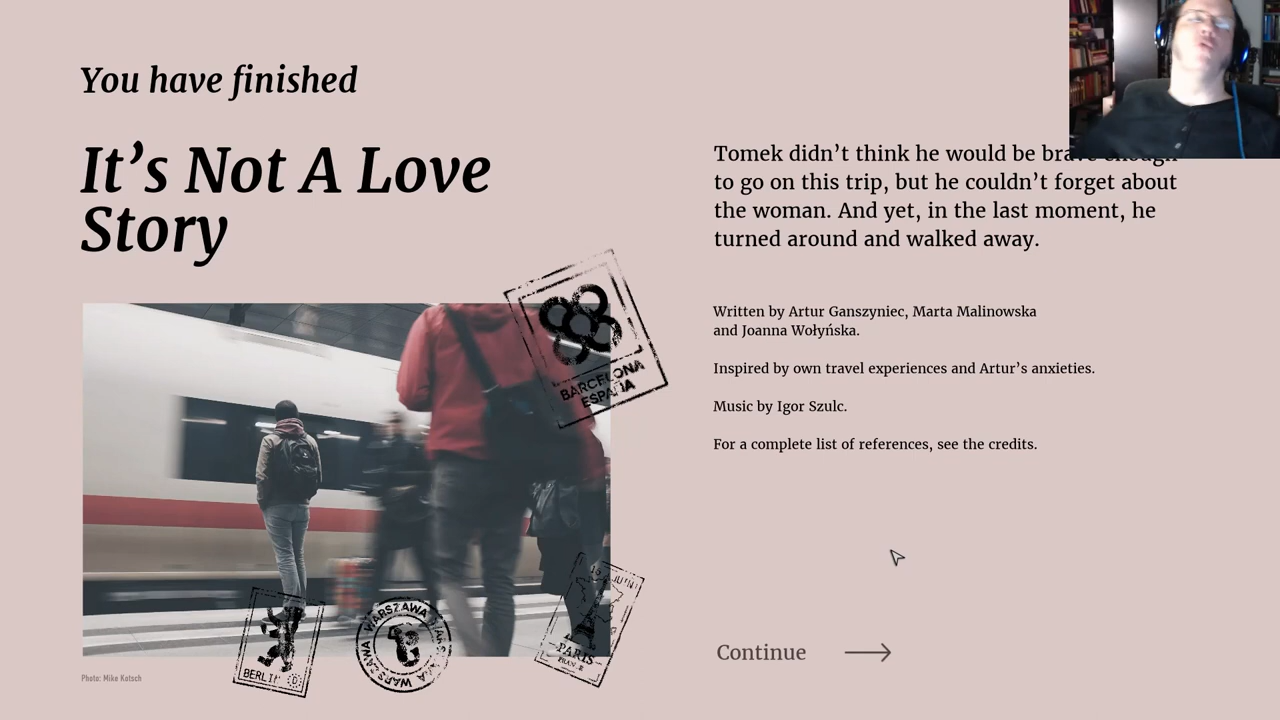 You have finished
It's Not A Love
Story
Tomek didn't think he would be brave enough
to go on this trip, but he couldn't forget about
the woman. And yet, in the last moment, he
turned around and walked away.
Written by Artur Ganszyniec, Marta Malinowska
and Joanna Wołyńska.
Inspired by own travel experiences and Artur's anxieties.
Music by Igor Szulc.
For a complete list of references, see the credits.
Continue
BARCELONA
ESPAÑA
BERLIN D
WARSZAWA WARSZAWA WARSZAWA
15 JUIN
PARIS
Photo: Mike Kotsch